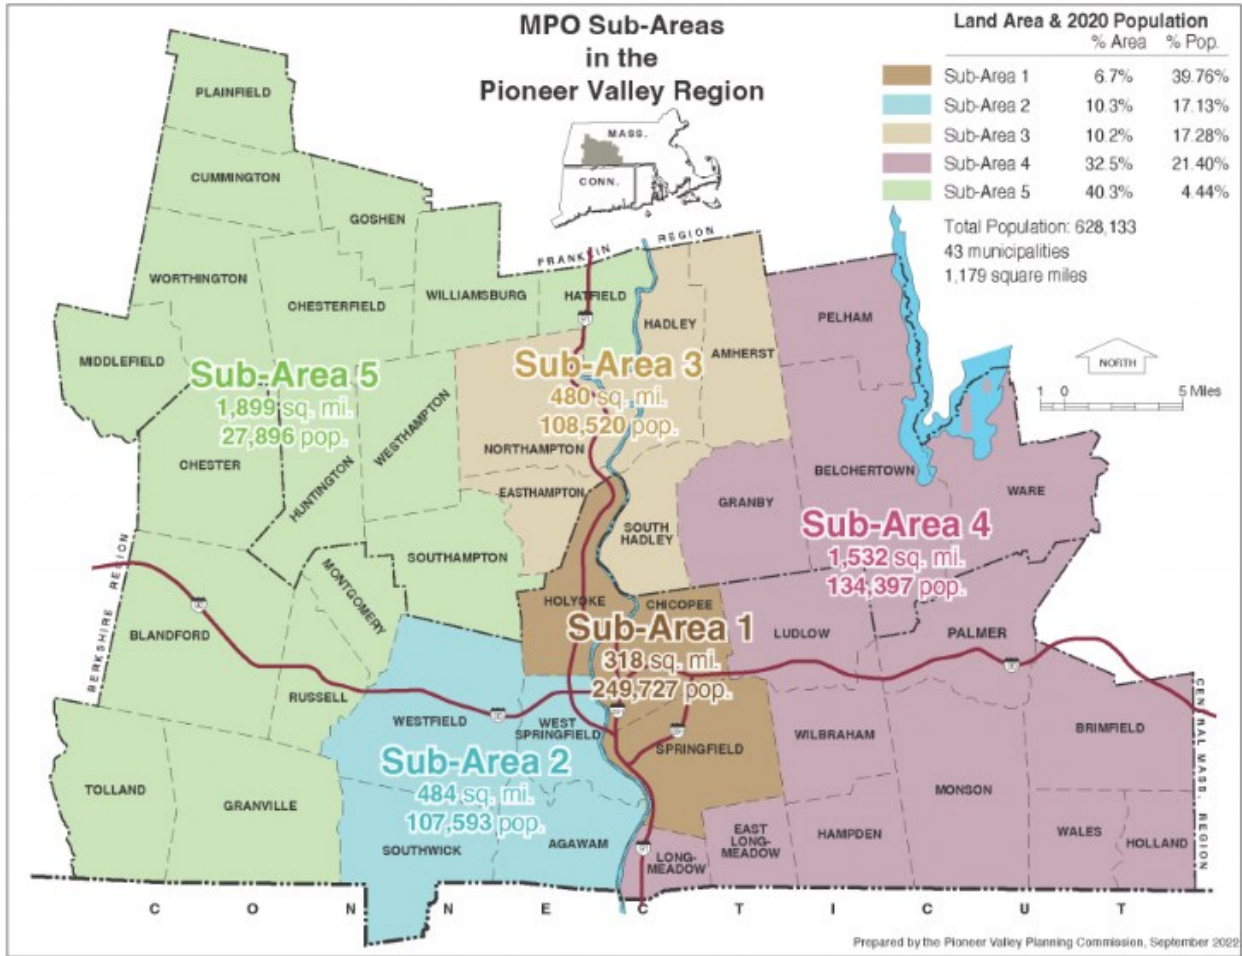 MPO Sub-Areas
in the
Pioneer Valley Region
Land Area & 2020 Population
% Area % Pop.
Sub-Area 1 6.7% 39.76%
Sub-Area 2 10.3% 17.13%
Sub-Area 3 10.2% 17.28%
Sub-Area 4 32.5% 21.40%
Sub-Area 5 40.3% 4.44%
Total Population: 628,133
43 municipalities
1,179 square miles
MASS.
CONN.
NORTH
1 0 5 Miles
FRANKLIN REGION
BERKSHIRE REGION
CENTRAL MASS. REGION
PLAINFIELD
CUMMINGTON
GOSHEN
WORTHINGTON
CHESTERFIELD
WILLIAMSBURG
HATFIELD
HADLEY
AMHERST
PELHAM
MIDDLEFIELD
Sub-Area 5
1,899 sq. mi.
27,896 pop.
Sub-Area 3
480 sq. mi.
108,520 pop.
CHESTER
HUNTINGTON
WESTHAMPTON
NORTHAMPTON
EASTHAMPTON
SOUTH
HADLEY
GRANBY
BELCHERTOWN
WARE
Sub-Area 4
1,532 sq. mi.
134,397 pop.
SOUTHAMPTON
MONTGOMERY
HOLYOKE
CHICOPEE
Sub-Area 1
318 sq. mi.
249,727 pop.
LUDLOW
PALMER
BLANDFORD
RUSSELL
WESTFIELD
WEST
SPRINGFIELD
SPRINGFIELD
WILBRAHAM
BRIMFIELD
Sub-Area 2
484 sq. mi.
107,593 pop.
TOLLAND
GRANVILLE
SOUTHWICK
AGAWAM
LONG-
MEADOW
EAST
LONG-
MEADOW
HAMPDEN
MONSON
WALES
HOLLAND
91
90
90
90
91
CONNECTICUT
Prepared by the Pioneer Valley Planning Commission, September 2022